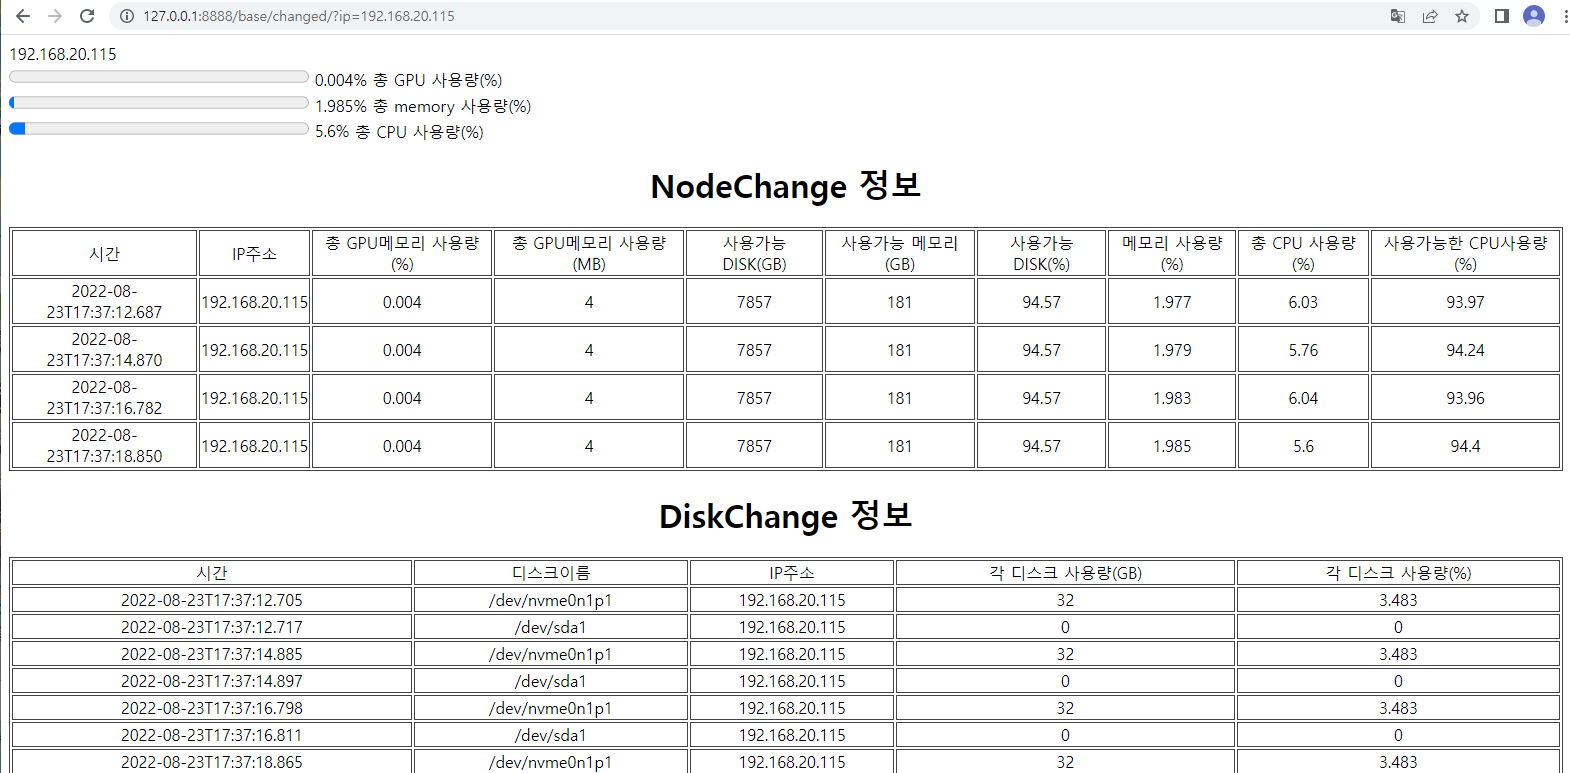 127.0.0.1:8888/base/changed/?ip=192.168.20.115
192.168.20.115
0.004% 총 GPU 사용량(%)
1.985% 총 memory 사용량(%)
5.6% 총 CPU 사용량(%)
NodeChange 정보
시간 IP주소 총 GPU메모리 사용량(%) 총 GPU메모리 사용량(MB) 사용가능 DISK(GB) 사용가능 메모리(GB) 사용가능 DISK(%) 메모리 사용량(%) 총 CPU 사용량(%) 사용가능한 CPU사용량(%)
2022-08-23T17:37:12.687 192.168.20.115 0.004 4 7857 181 94.57 1.977 6.03 93.97
2022-08-23T17:37:14.870 192.168.20.115 0.004 4 7857 181 94.57 1.979 5.76 94.24
2022-08-23T17:37:16.782 192.168.20.115 0.004 4 7857 181 94.57 1.983 6.04 93.96
2022-08-23T17:37:18.850 192.168.20.115 0.004 4 7857 181 94.57 1.985 5.6 94.4
DiskChange 정보
시간 디스크이름 IP주소 각 디스크 사용량(GB) 각 디스크 사용량(%)
2022-08-23T17:37:12.705 /dev/nvme0n1p1 192.168.20.115 32 3.483
2022-08-23T17:37:12.717 /dev/sda1 192.168.20.115 0 0
2022-08-23T17:37:14.885 /dev/nvme0n1p1 192.168.20.115 32 3.483
2022-08-23T17:37:14.897 /dev/sda1 192.168.20.115 0 0
2022-08-23T17:37:16.798 /dev/nvme0n1p1 192.168.20.115 32 3.483
2022-08-23T17:37:16.811 /dev/sda1 192.168.20.115 0 0
2022-08-23T17:37:18.865 /dev/nvme0n1p1 192.168.20.115 32 3.483